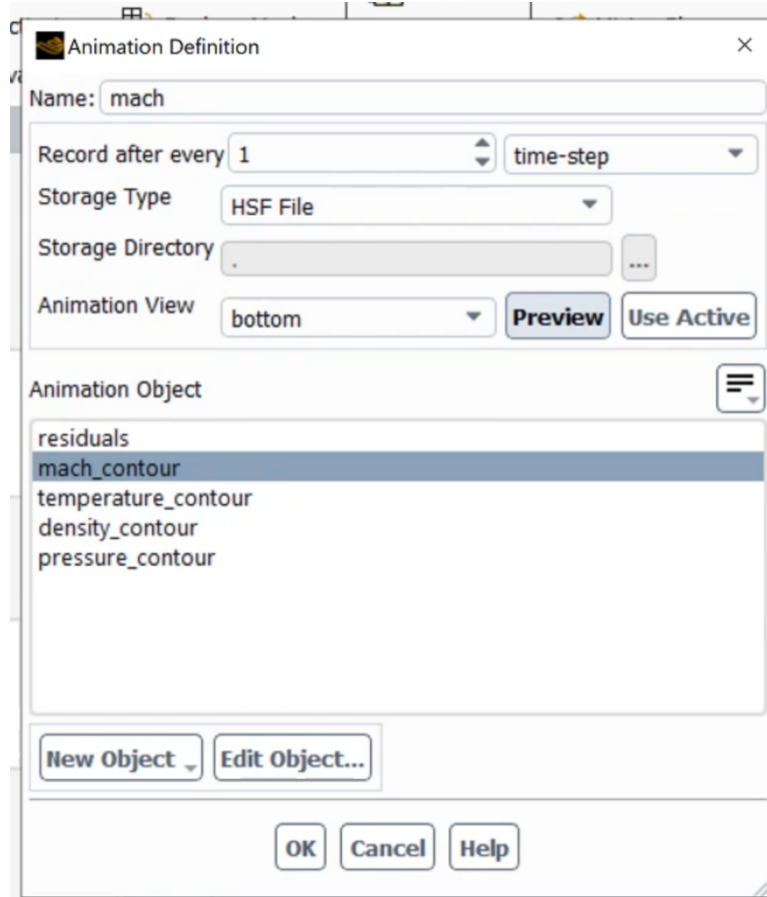 Animation Definition
Name: mach
Record after every 1 time-step
Storage Type HSF File
Storage Directory . ...
Animation View bottom Preview Use Active
Animation Object
residuals
mach_contour
temperature_contour
density_contour
pressure_contour
New Object Edit Object...
OK Cancel Help